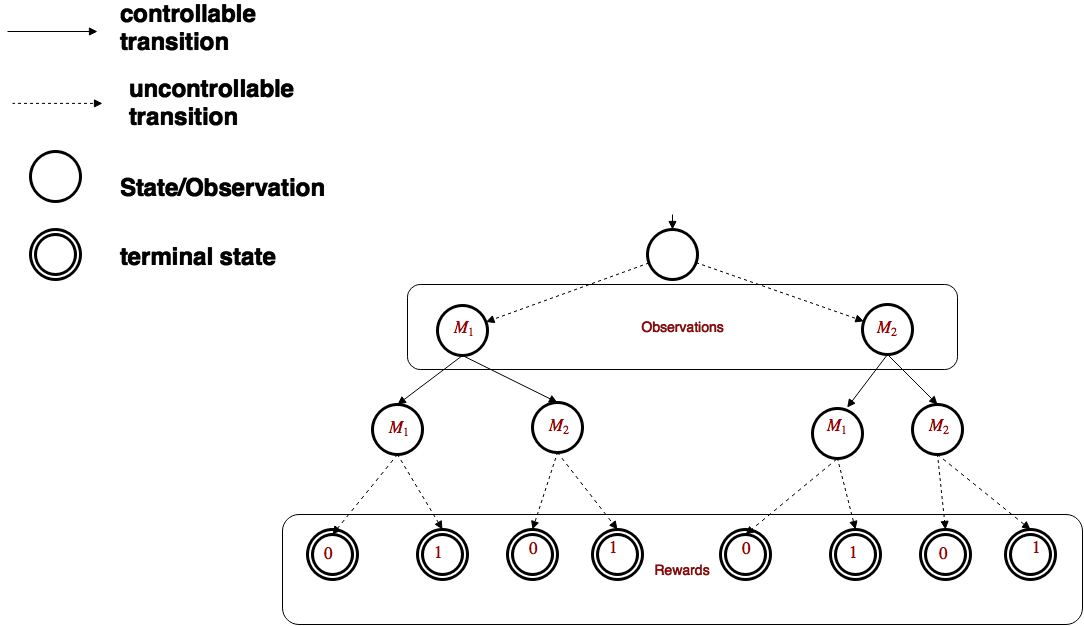 controllable
transition
uncontrollable
transition
State/Observation
terminal state
M1 Observations M2
M1 M2 M1 M2
0 1 0 1 0 1 0 1
Rewards